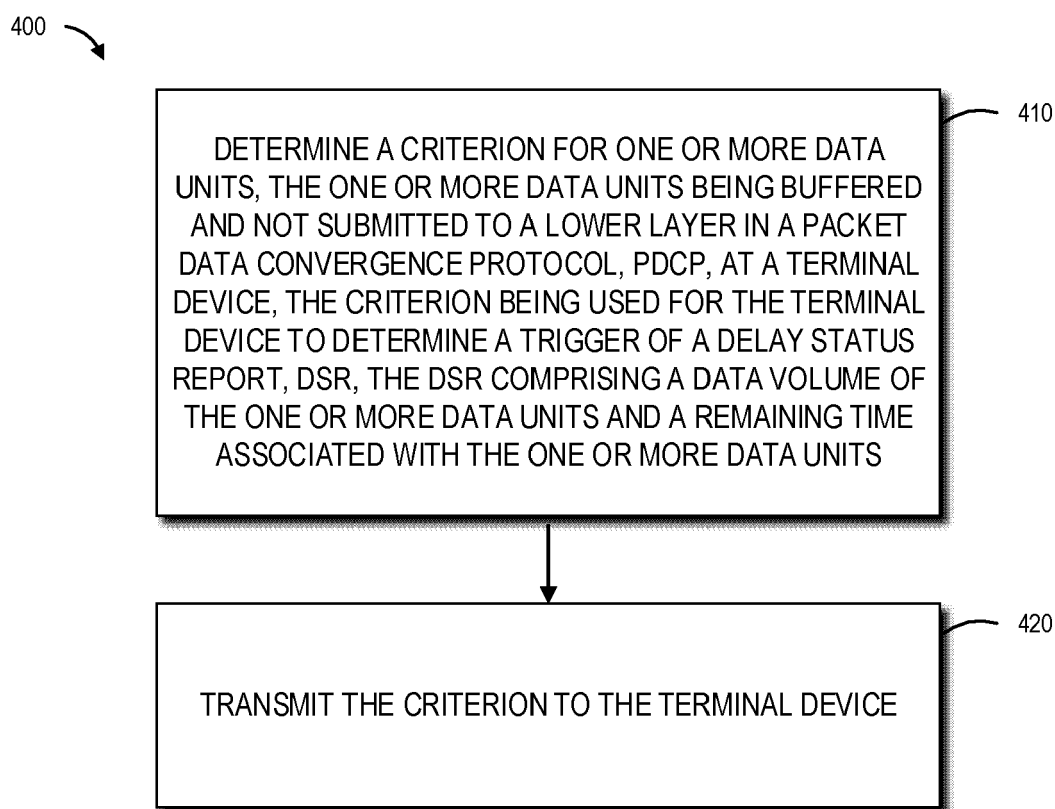 400
DETERMINE A CRITERION FOR ONE OR MORE DATA
UNITS, THE ONE OR MORE DATA UNITS BEING BUFFERED
AND NOT SUBMITTED TO A LOWER LAYER IN A PACKET
DATA CONVERGENCE PROTOCOL, PDCP, AT A TERMINAL
DEVICE, THE CRITERION BEING USED FOR THE TERMINAL
DEVICE TO DETERMINE A TRIGGER OF A DELAY STATUS
REPORT, DSR, THE DSR COMPRISING A DATA VOLUME OF
THE ONE OR MORE DATA UNITS AND A REMAINING TIME
ASSOCIATED WITH THE ONE OR MORE DATA UNITS
410
TRANSMIT THE CRITERION TO THE TERMINAL DEVICE
420